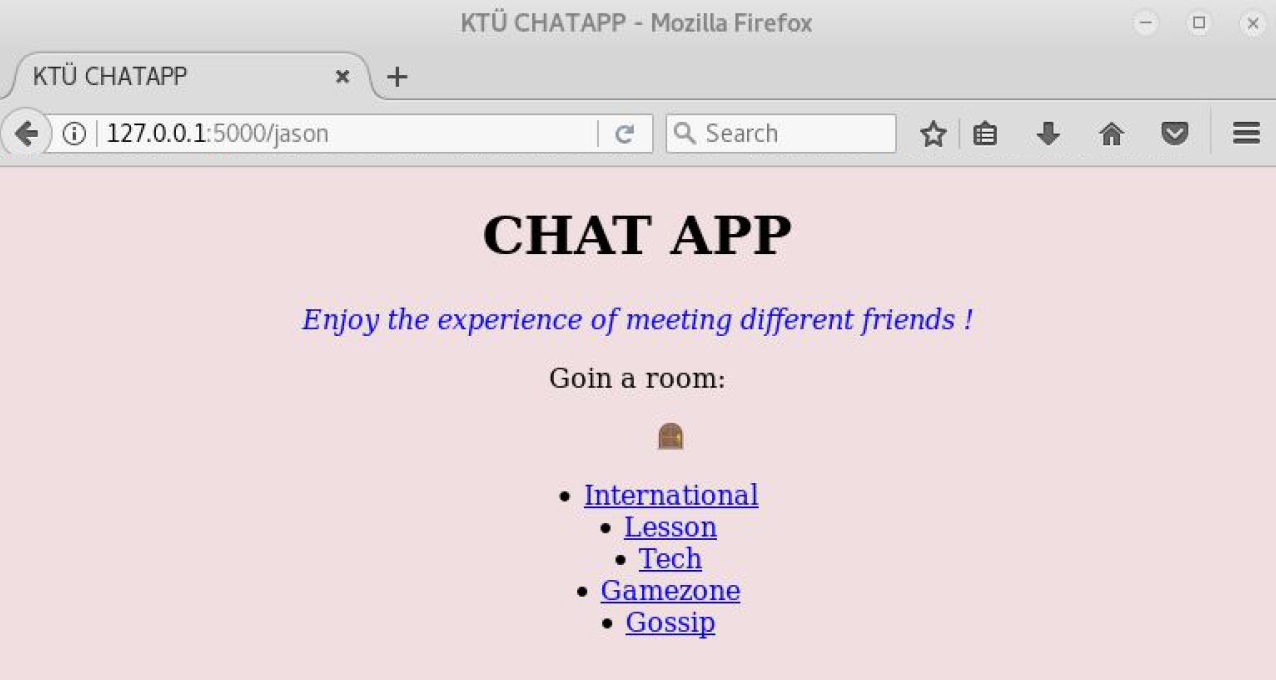 KTÜ CHATAPP - Mozilla Firefox
KTÜ CHATAPP
127.0.0.1:5000/jason
Search
CHAT APP
Enjoy the experience of meeting different friends !
Goin a room:
International
Lesson
Tech
Gamezone
Gossip